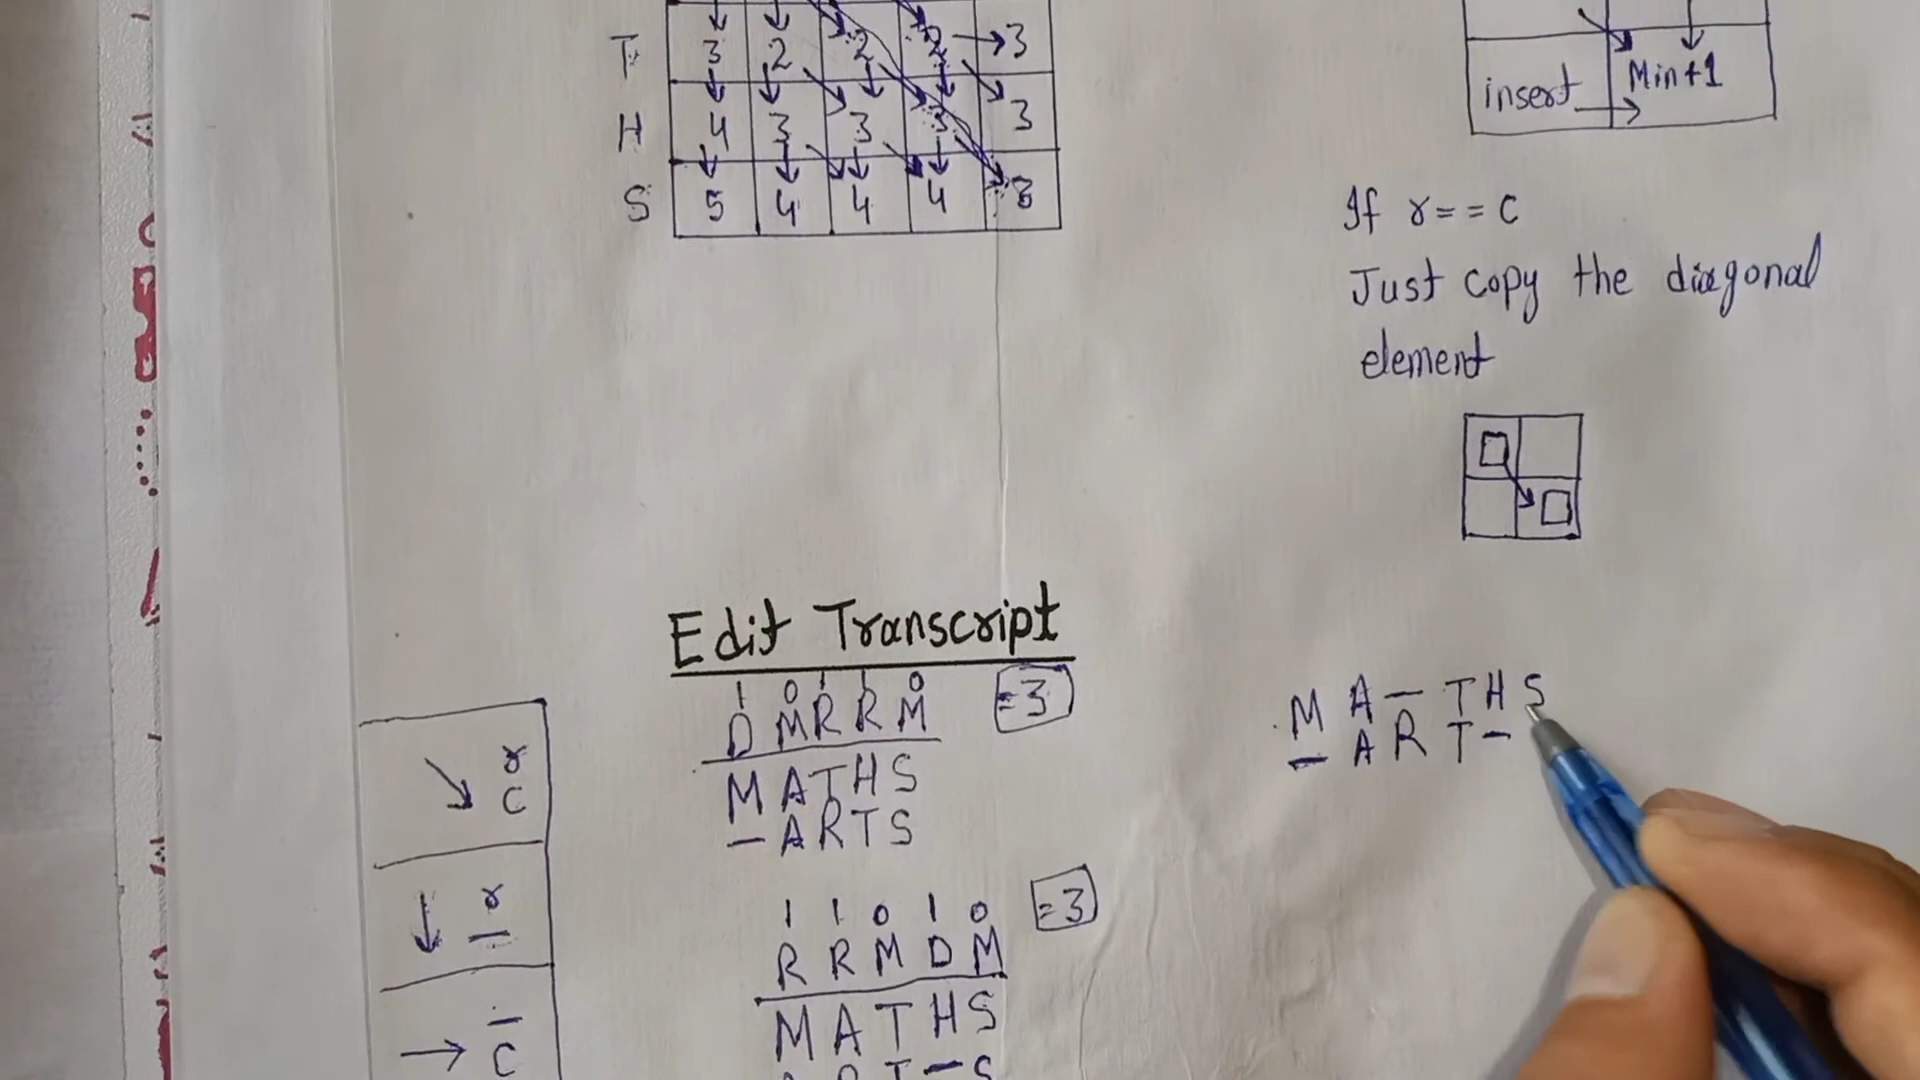 T 3 2 2 2 → 3
H 4 3 3 3 3
S 5 4 4 4 3
insert → Min+1
If r == c
Just copy the diagonal
element
Edit Transcript
1 0 1 1 0
D M R R M = 3
M A T H S
– A R T S
1 1 0 1 0
R R M D M = 3
M A T H S
A R T – S
M A – T H S
– A R T –
↘ r
c
↓ r
–
→ –
c